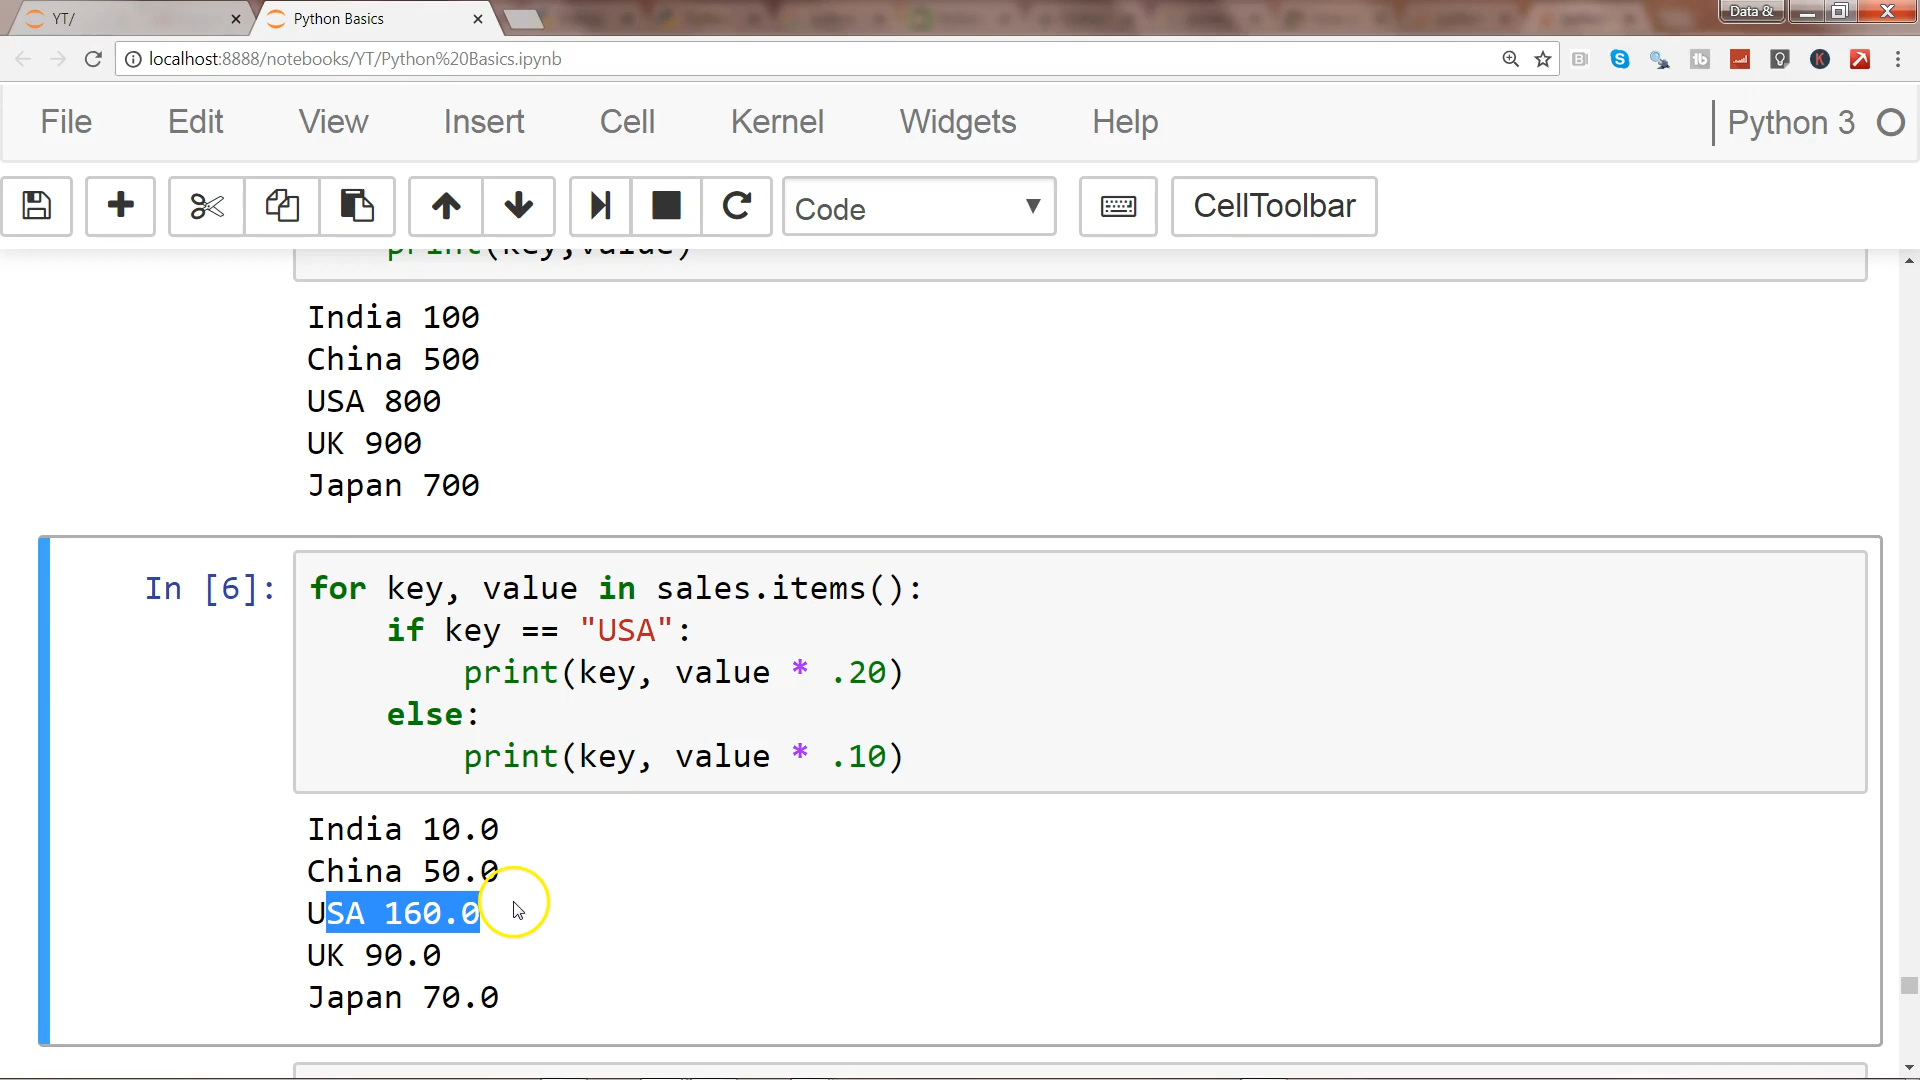 YT/
Python Basics
Data &
localhost:8888/notebooks/YT/Python%20Basics.ipynb
File Edit View Insert Cell Kernel Widgets Help Python 3
Code CellToolbar
print(key,value)
India 100
China 500
USA 800
UK 900
Japan 700
In [6]: for key, value in sales.items():
if key == "USA":
print(key, value * .20)
else:
print(key, value * .10)
India 10.0
China 50.0
USA 160.0
UK 90.0
Japan 70.0